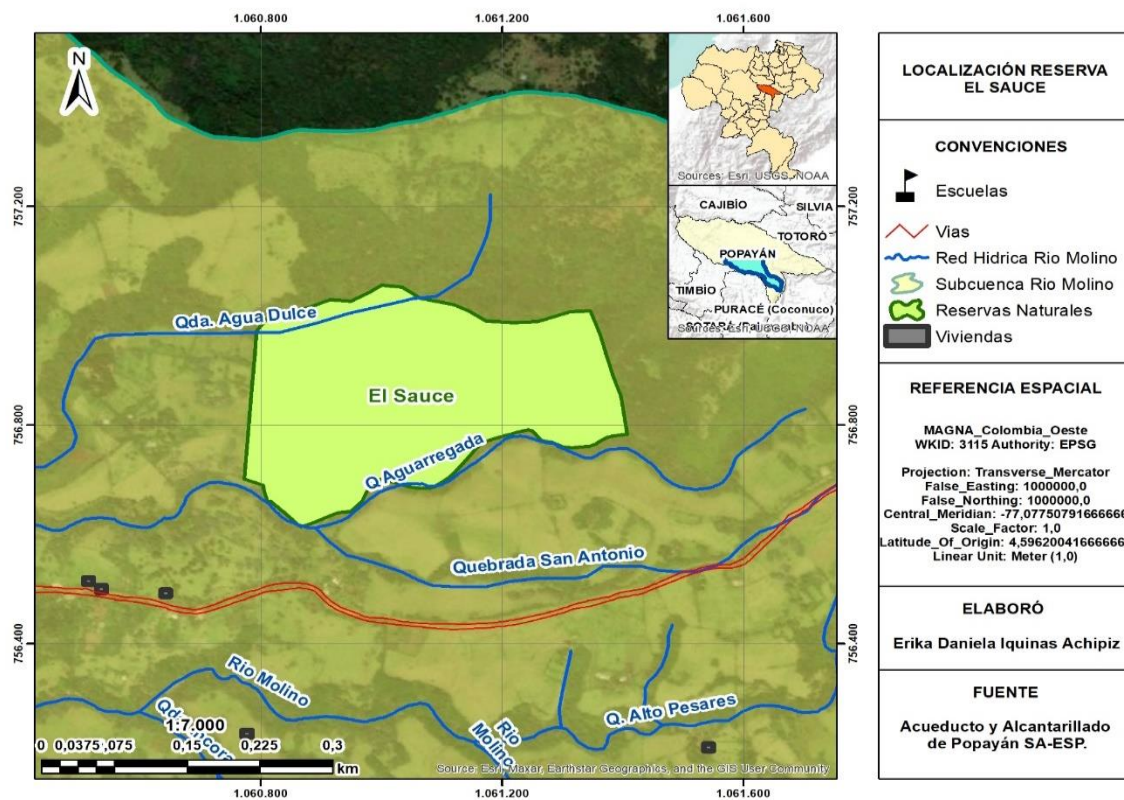 1.060.800
1.061.200
1.061.600
N
757.200
757.200
756.800
756.800
756.400
756.400
Sources: Esri, USGS, NOAA
CAJIBÍO
SILVIA
TOTORÓ
POPAYÁN
TIMBÍO
PURACÉ (Coconuco)
Sources: Esri, USGS, NOAA
Qda. Agua Dulce
El Sauce
Q Aguarregada
Quebrada San Antonio
Rio Molino
Rio
Molino
Q. Alto Pesares
1:7.000
0 0,0375 ,075 0,15 0,225 0,3
km
Source: Esri, Maxar, Earthstar Geographics, and the GIS User Community
1.060.800
1.061.200
1.061.600
LOCALIZACIÓN RESERVA
EL SAUCE
CONVENCIONES
Escuelas
Vias
Red Hidrica Rio Molino
Subcuenca Rio Molino
Reservas Naturales
Viviendas
REFERENCIA ESPACIAL
MAGNA_Colombia_Oeste
WKID: 3115 Authority: EPSG
Projection: Transverse_Mercator
False_Easting: 1000000,0
False_Northing: 1000000,0
Central_Meridian: -77,07750791666666
Scale_Factor: 1,0
Latitude_Of_Origin: 4,596200416666666
Linear Unit: Meter (1,0)
ELABORÓ
Erika Daniela Iquinas Achipiz
FUENTE
Acueducto y Alcantarillado
de Popayán SA-ESP.